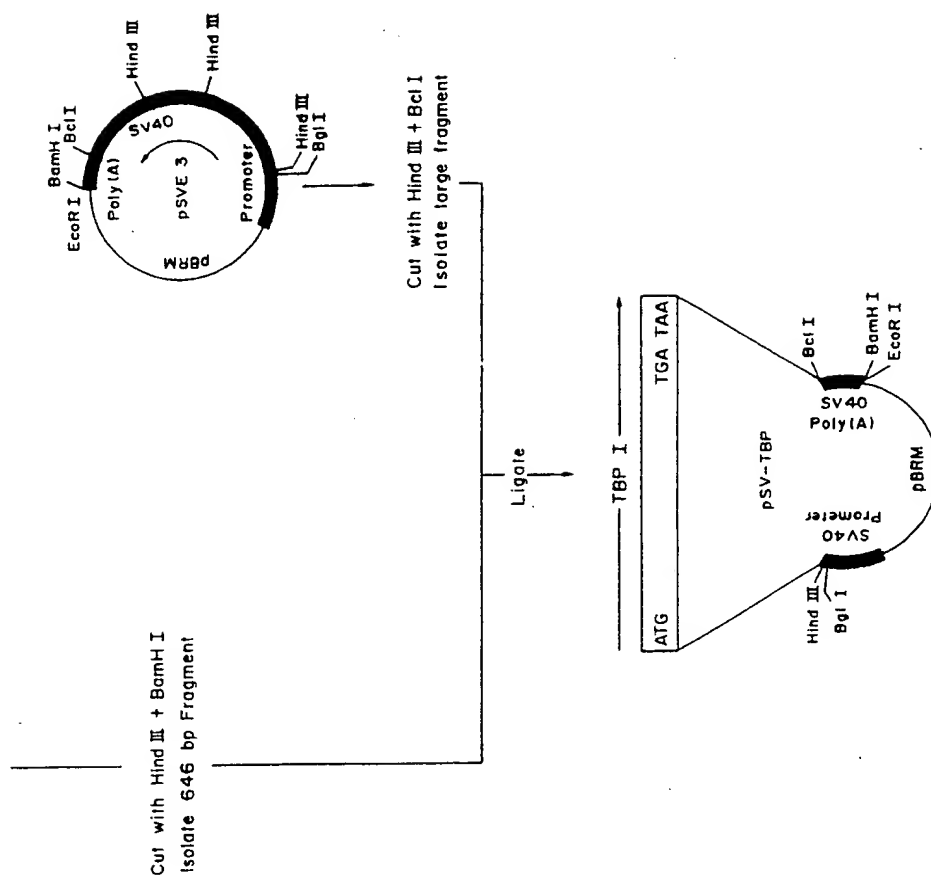 Cut with Hind III + BamH I
Isolate 646 bp Fragment
EcoR I
BamH I
Bcl I
Hind III
Hind III
Hind III
Bgl I
Poly(A)
SV40
pSVE 3
Promoter
pBRM
Cut with Hind III + Bcl I
Isolate large fragment
Ligate
TBP I
ATG
TGA TAA
Hind III
Bgl I
SV40
Promoter
pSV-TBP
SV40
Poly(A)
Bcl I
BamH I
EcoR I
pBRM